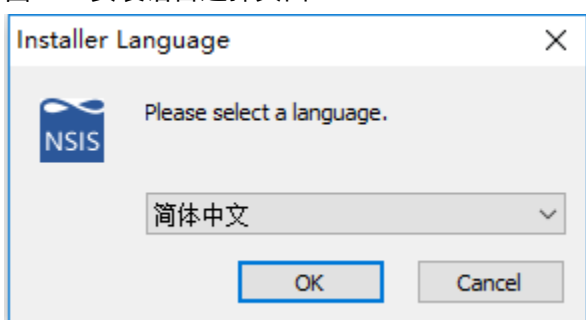 Installer Language
NSIS
Please select a language.
简体中文
OK
Cancel